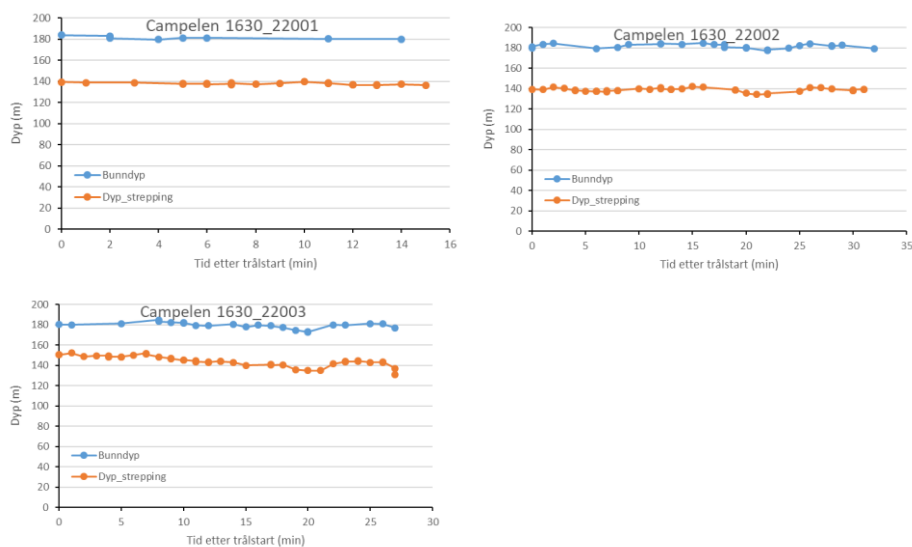 Campelen 1630_22001
200
180
160
140
120
100
80
60
40
20
0
Dyp (m)
Bunndyp
Dyp_strepping
0 2 4 6 8 10 12 14 16
Tid etter trålstart (min)
Campelen 1630_22002
200
180
160
140
120
100
80
60
40
20
0
Dyp (m)
Bunndyp
Dyp_strepping
0 5 10 15 20 25 30 35
Tid etter trålstart (min)
Campelen 1630_22003
200
180
160
140
120
100
80
60
40
20
0
Dyp (m)
Bunndyp
Dyp_strepping
0 5 10 15 20 25 30
Tid etter trålstart (min)